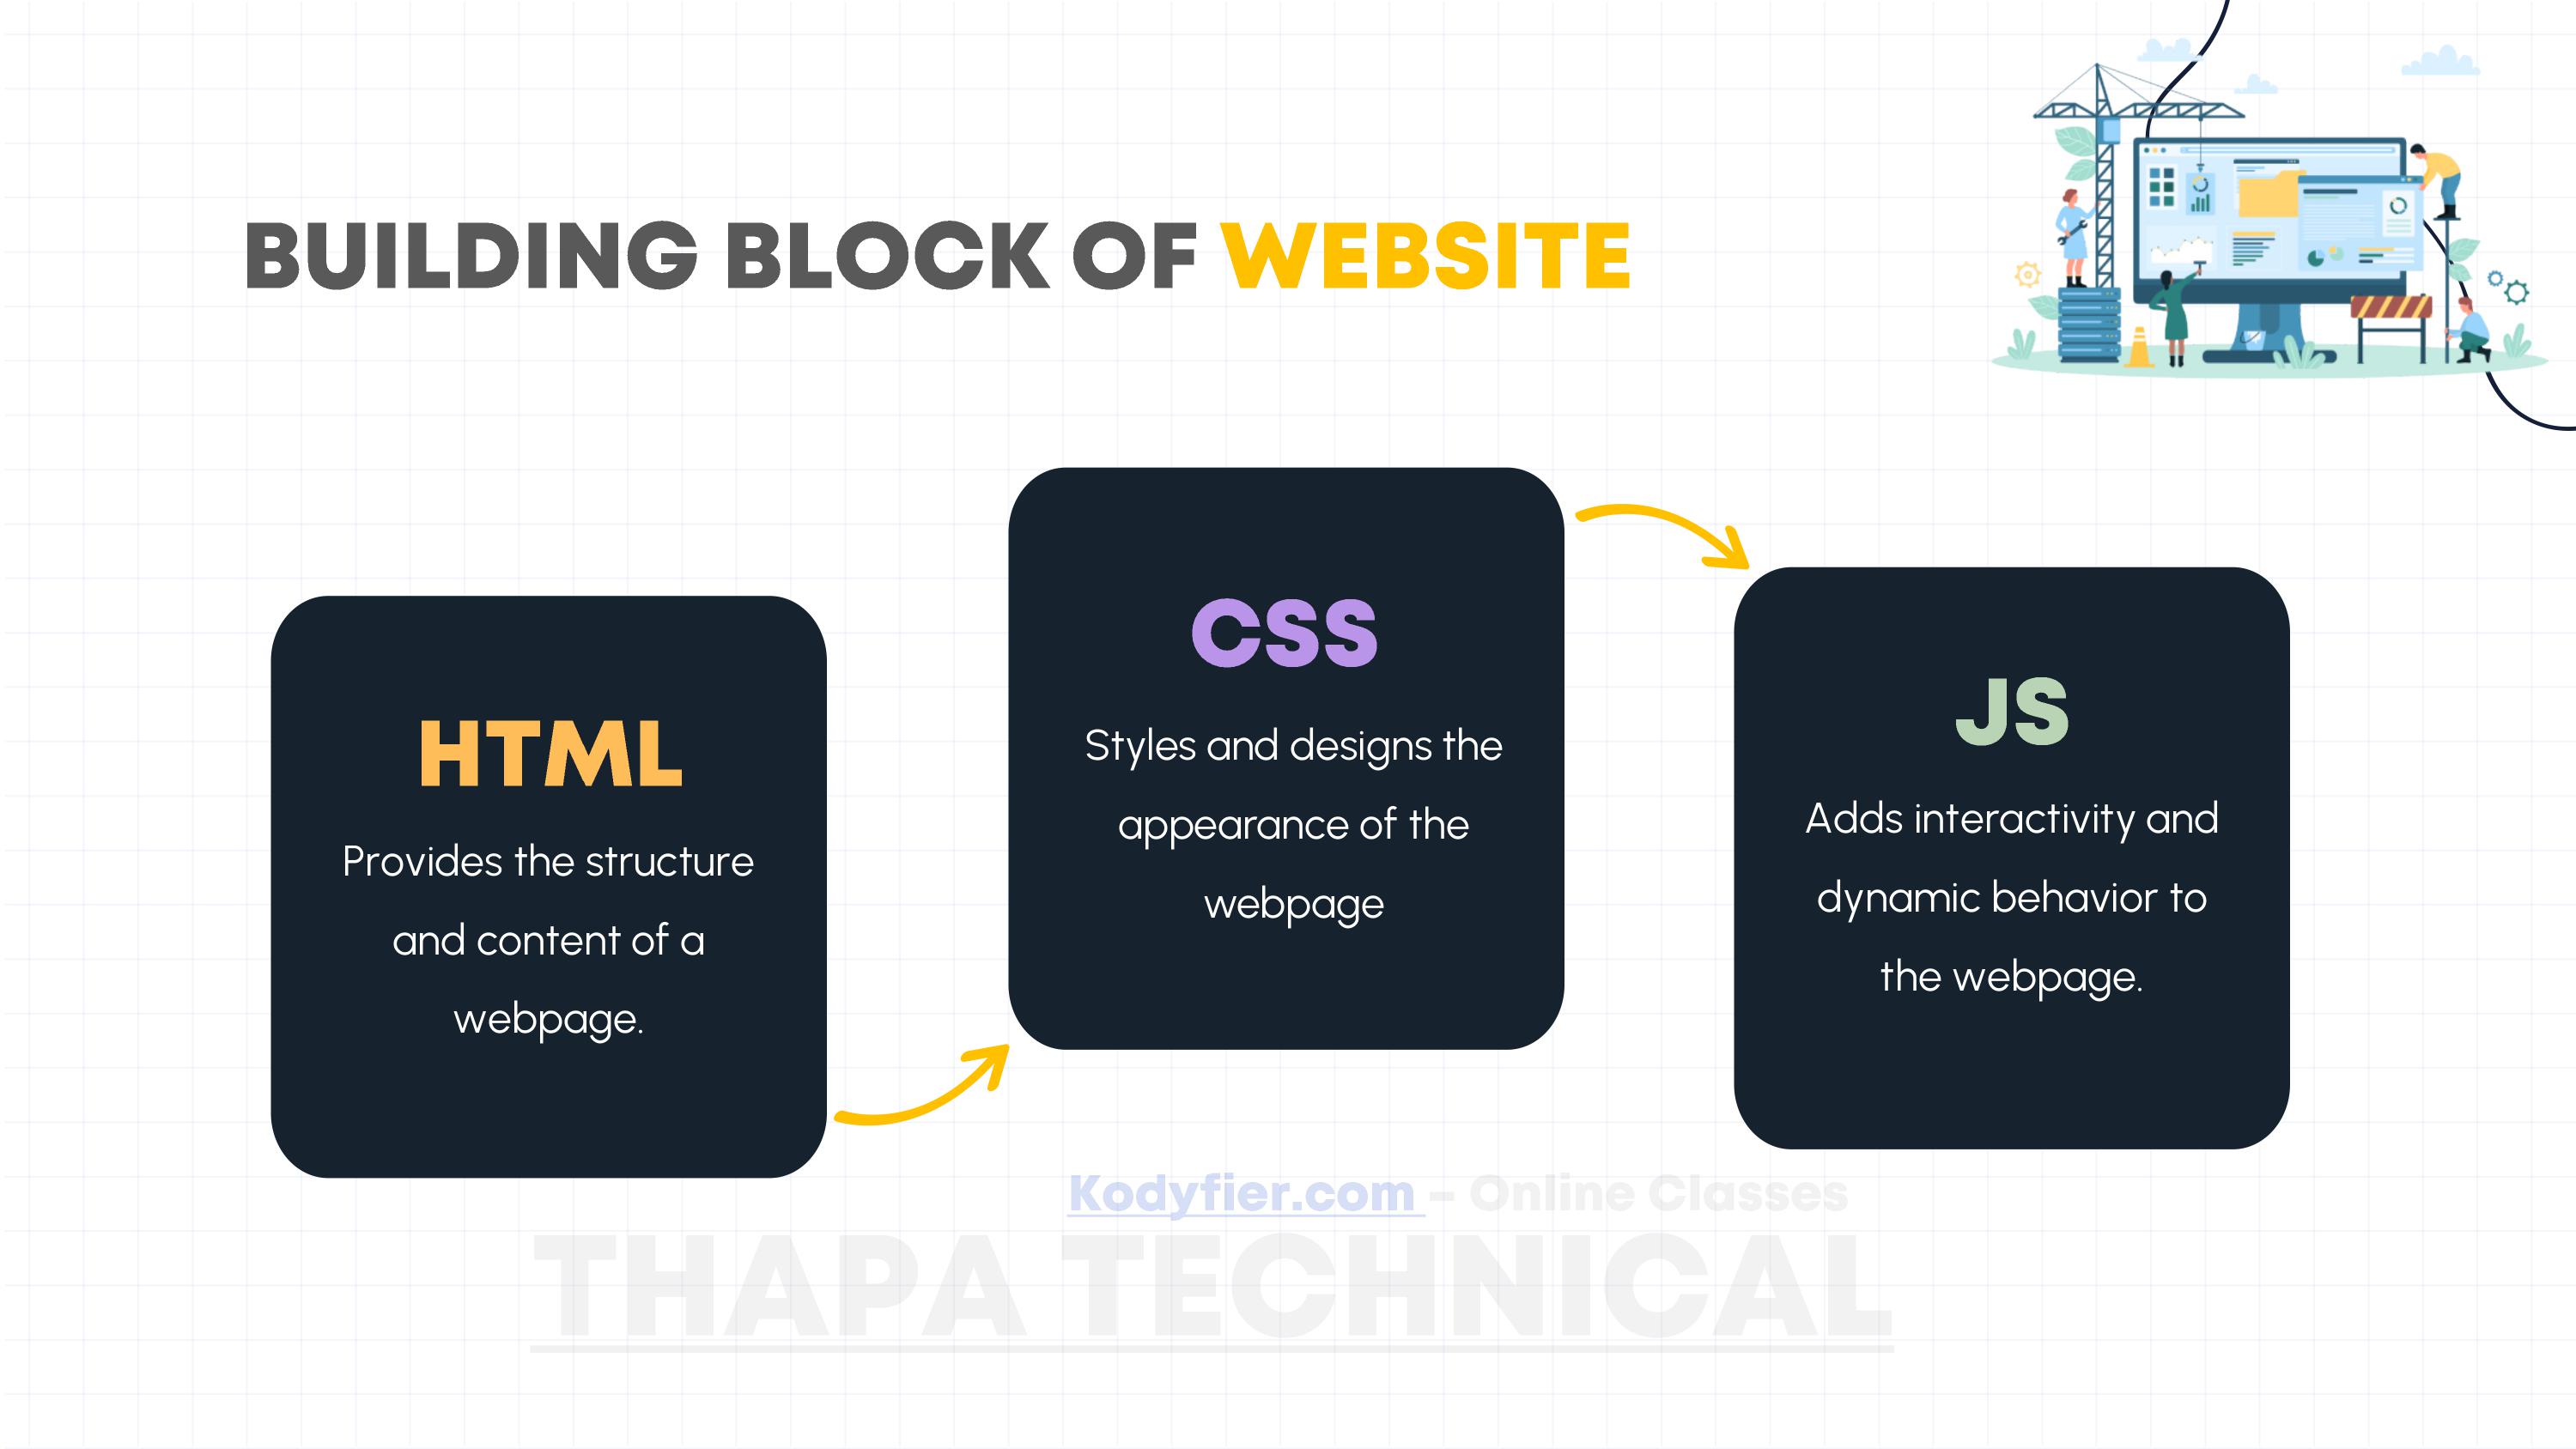 BUILDING BLOCK OF WEBSITE
HTML
Provides the structure
and content of a
webpage.
CSS
Styles and designs the
appearance of the
webpage
JS
Adds interactivity and
dynamic behavior to
the webpage.
Kodyfier.com - Online Classes
THAPA TECHNICAL